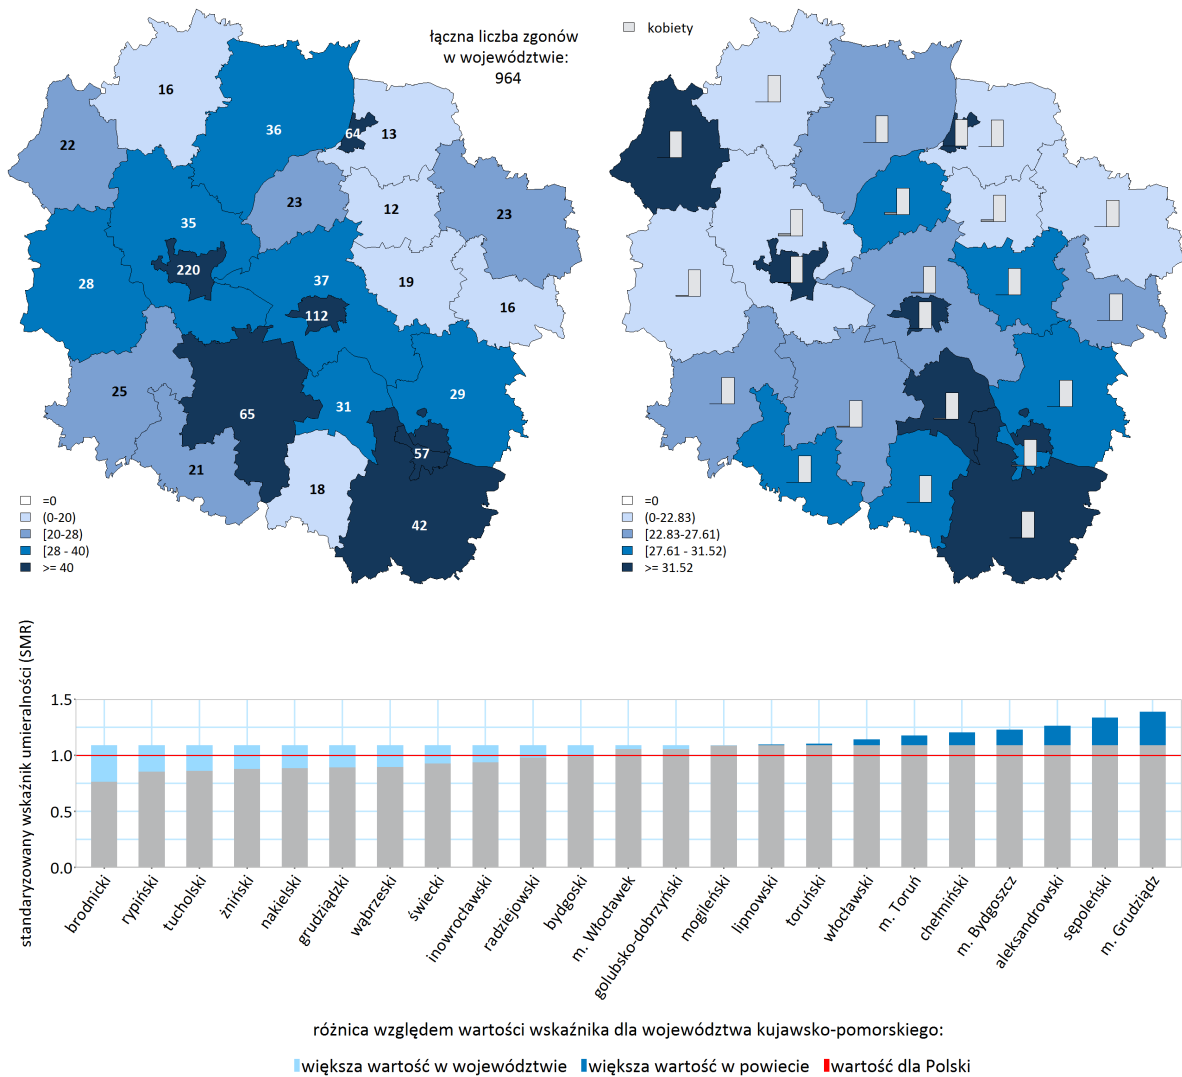 łączna liczba zgonów
w województwie:
964
16
22
36
64
13
23
12
23
35
220
28
37
19
112
16
25
65
31
29
57
21
18
42
=0
(0-20)
[20-28)
[28 - 40)
>= 40
kobiety
=0
(0-22.83)
[22.83-27.61)
[27.61 - 31.52)
>= 31.52
standaryzowany wskaźnik umieralności (SMR)
1.5
1.0
0.5
0.0
brodnicki
rypiński
tucholski
żniński
nakielski
grudziądzki
wąbrzeski
świecki
inowrocławski
radziejowski
bydgoski
m. Włocławek
golubsko-dobrzyński
mogileński
lipnowski
toruński
włocławski
m. Toruń
chełmiński
m. Bydgoszcz
aleksandrowski
sępoleński
m. Grudziądz
różnica względem wartości wskaźnika dla województwa kujawsko-pomorskiego:
większa wartość w województwie większa wartość w powiecie wartość dla Polski